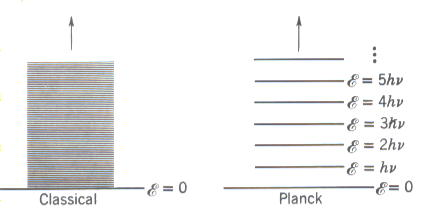 ⋮
ℰ = 5hν
ℰ = 4hν
ℰ = 3hν
ℰ = 2hν
ℰ = hν
ℰ = 0
ℰ = 0
Classical
Planck